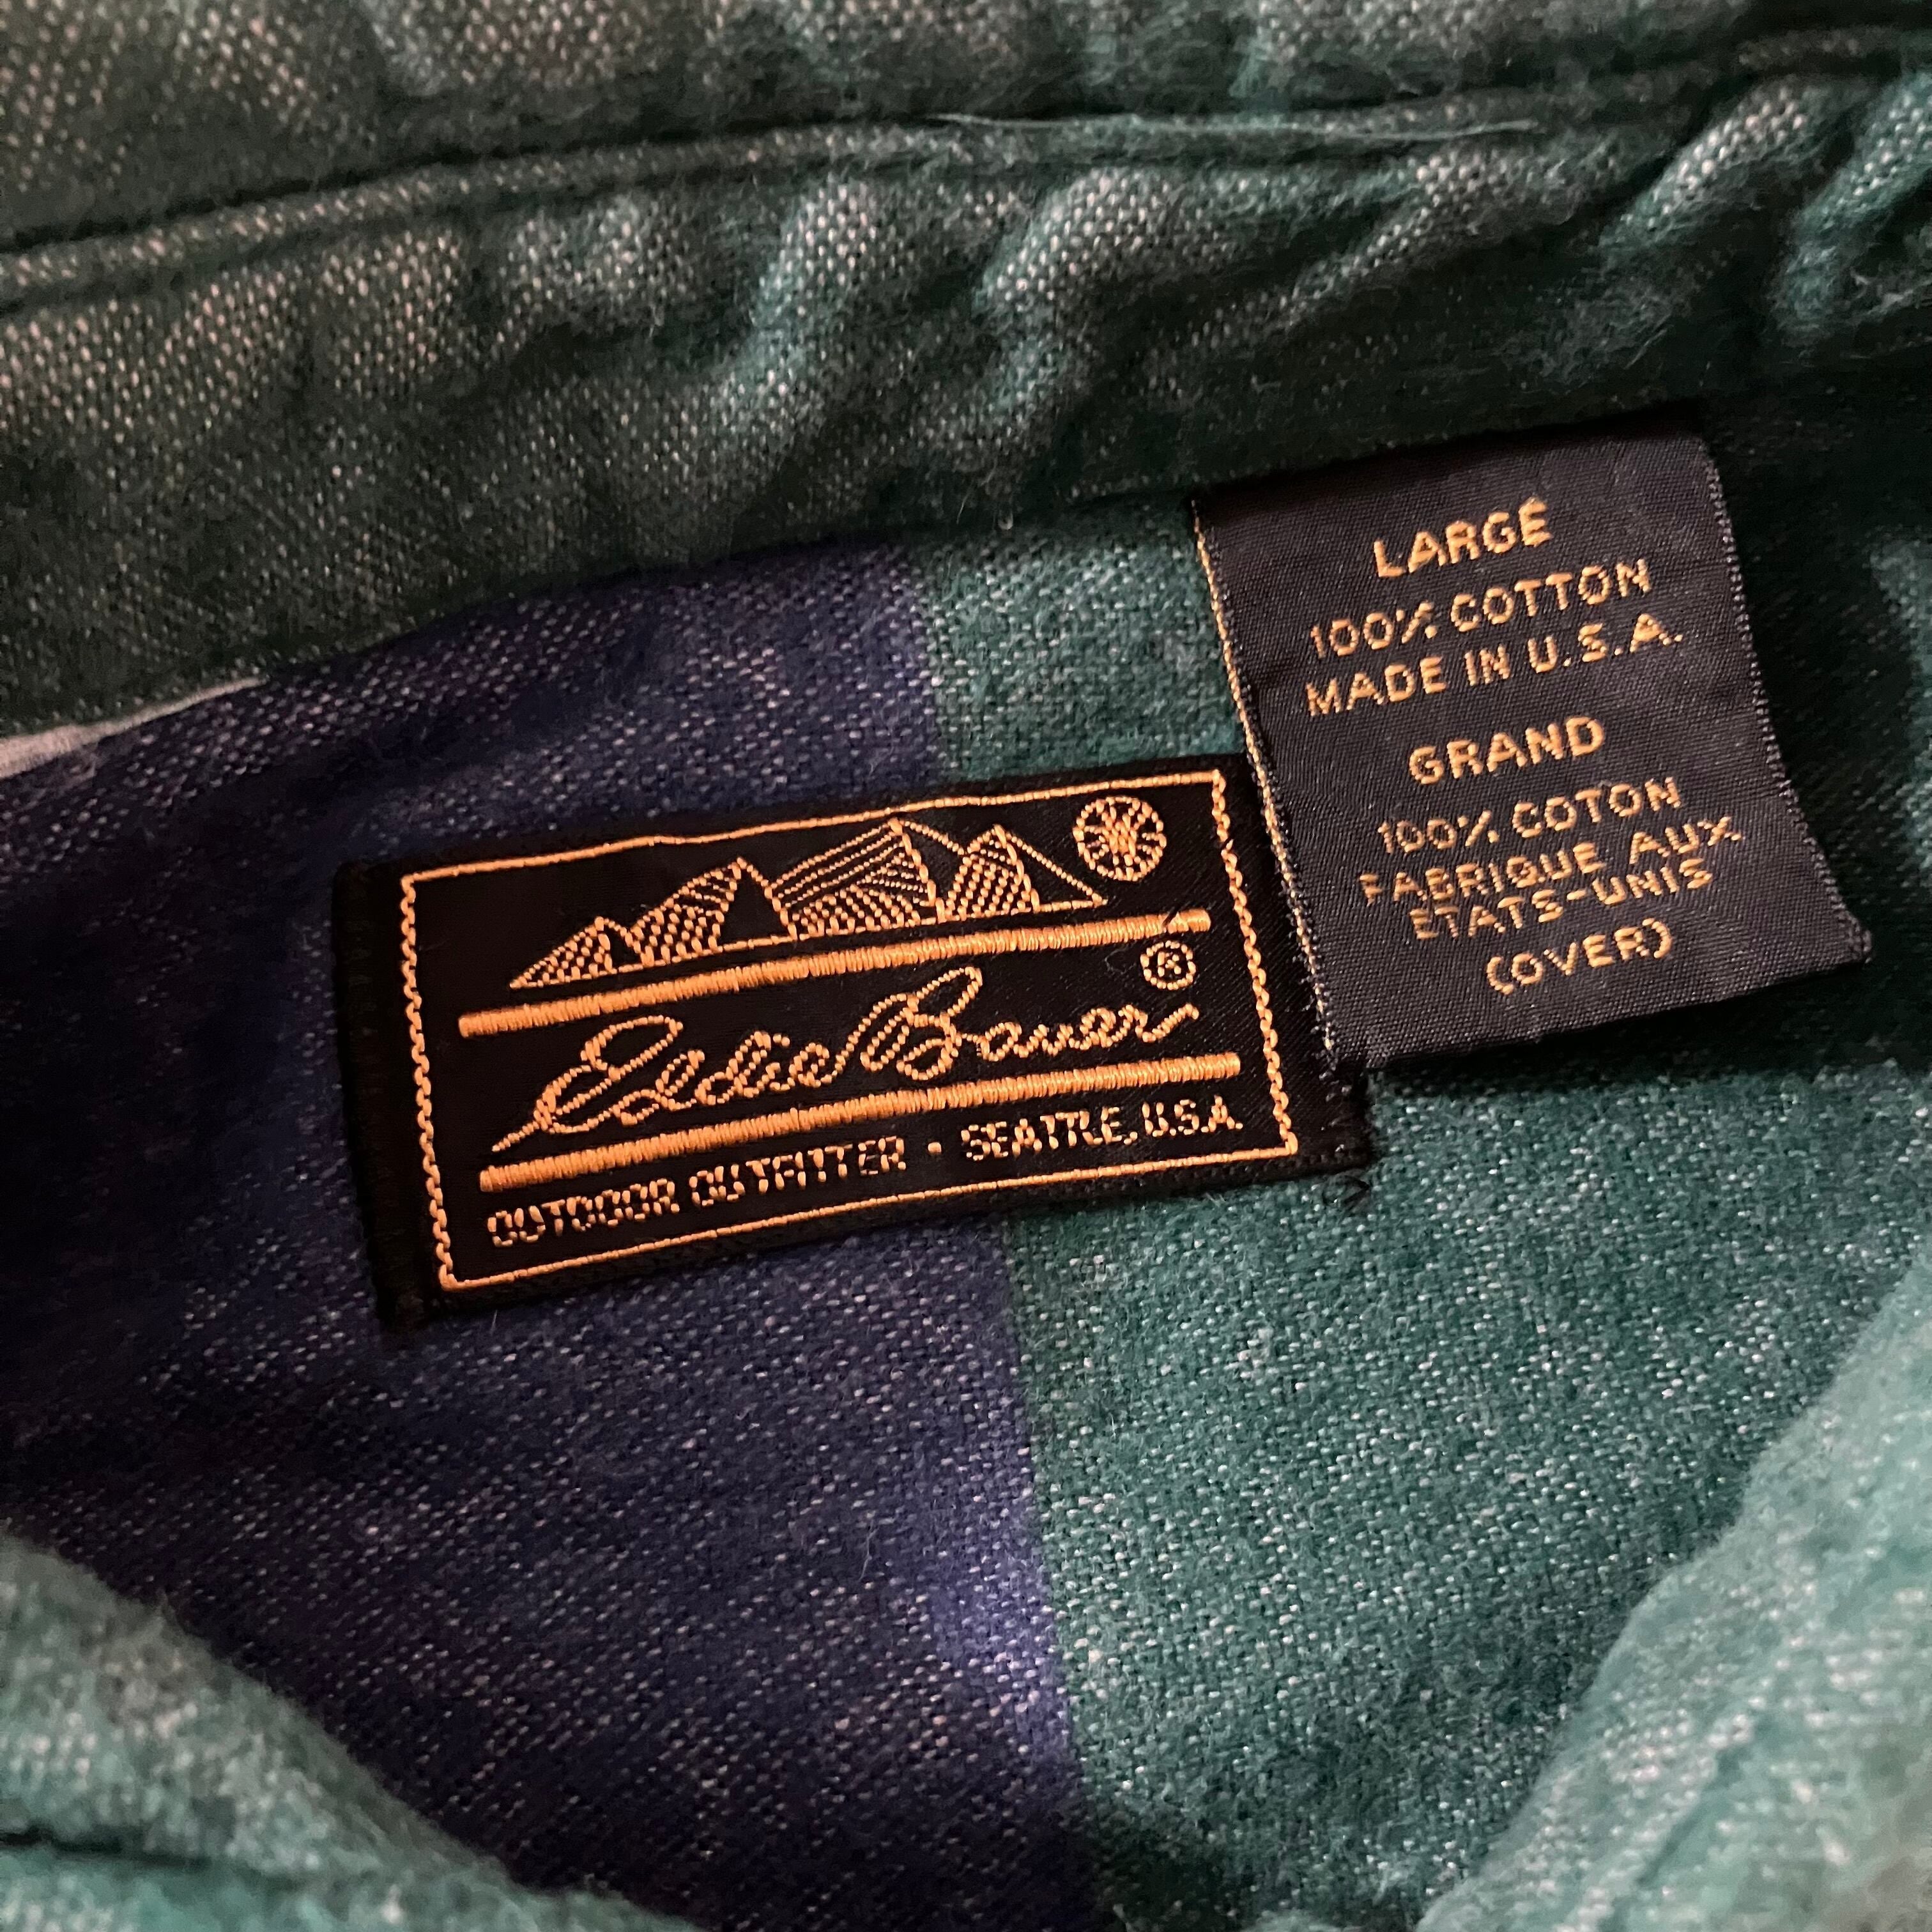 Eddie Bauer®
OUTDOOR OUTFITTER · SEATTLE, U.S.A.
LARGE
100% COTTON
MADE IN U.S.A.
GRAND
100% COTON
FABRIQUE AUX
ETATS-UNIS
(OVER)